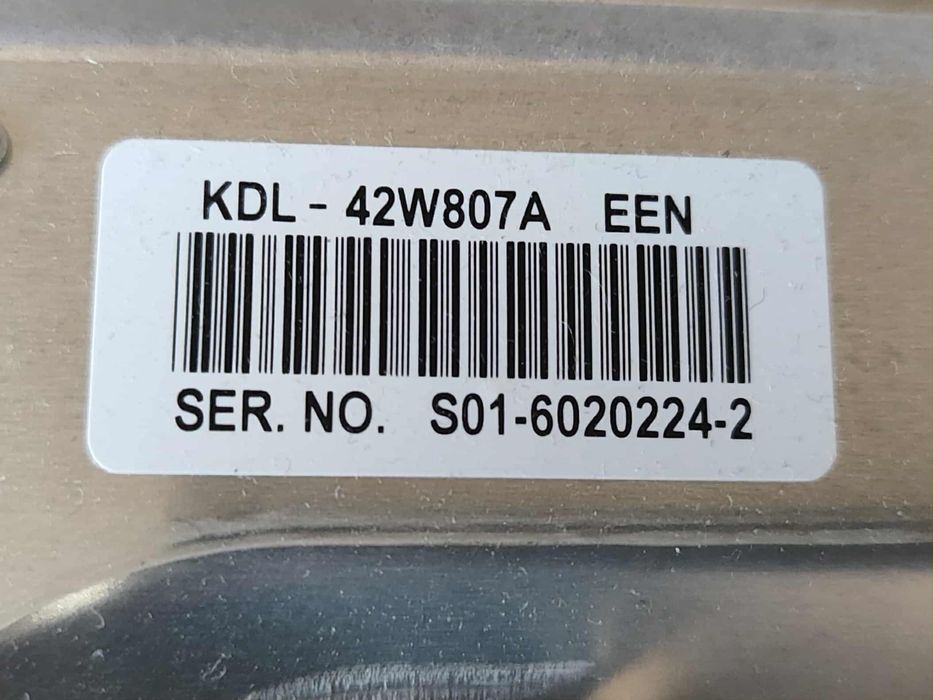 KDL - 42W807A EEN
SER. NO. S01-6020224-2